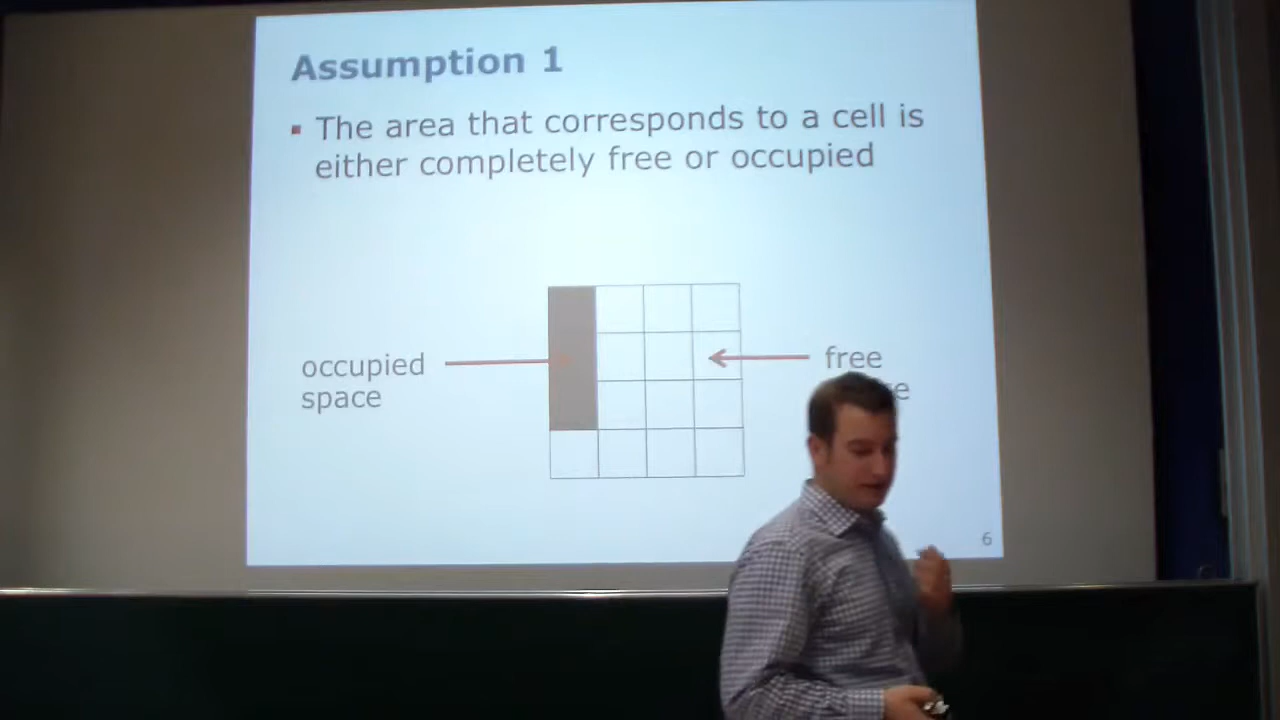 Assumption 1
▪ The area that corresponds to a cell is
either completely free or occupied
occupied
space
free
6